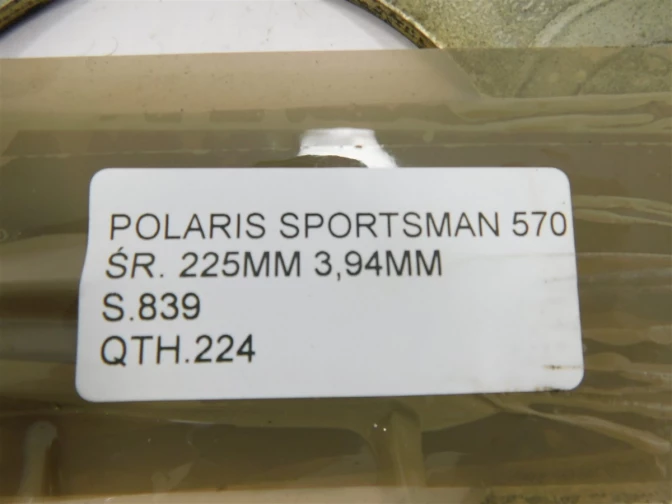 POLARIS SPORTSMAN 570
ŚR. 225MM 3,94MM
S.839
QTH.224